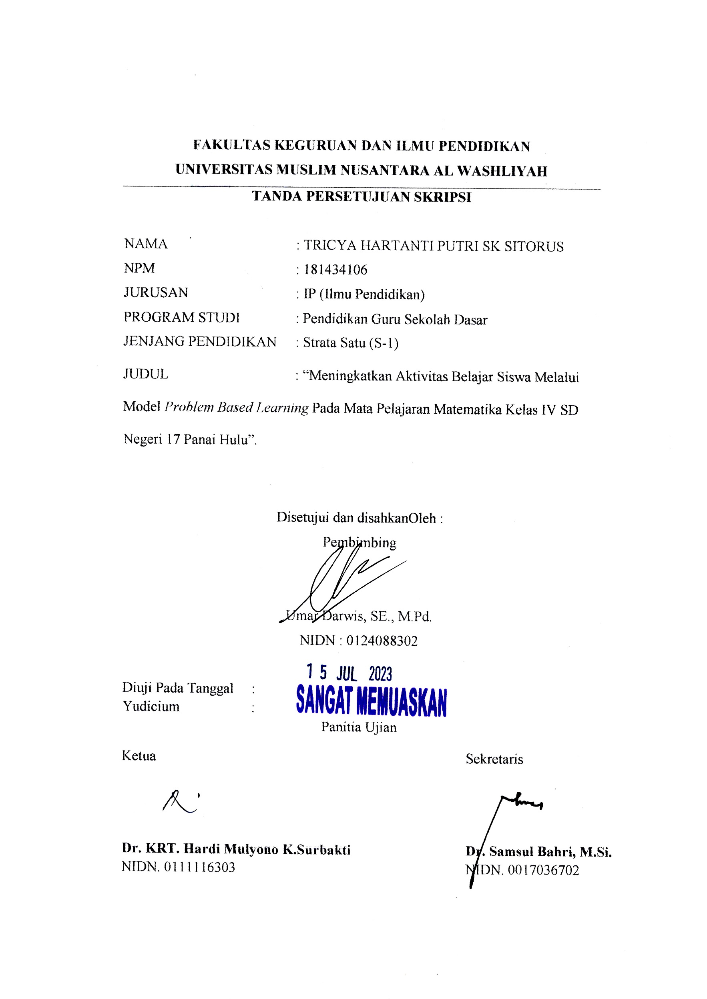 FAKULTAS KEGURUAN DAN ILMU PENDIDIKAN
UNIVERSITAS MUSLIM NUSANTARA AL WASHLIYAH
TANDA PERSETUJUAN SKRIPSI
NAMA : TRICYA HARTANTI PUTRI SK SITORUS
NPM : 181434106
JURUSAN : IP (Ilmu Pendidikan)
PROGRAM STUDI : Pendidikan Guru Sekolah Dasar
JENJANG PENDIDIKAN : Strata Satu (S-1)
JUDUL : “Meningkatkan Aktivitas Belajar Siswa Melalui
Model Problem Based Learning Pada Mata Pelajaran Matematika Kelas IV SD
Negeri 17 Panai Hulu”.
Disetujui dan disahkanOleh :
Pembimbing
Umar Darwis, SE., M.Pd.
NIDN : 0124088302
Diuji Pada Tanggal : 15 JUL 2023
Yudicium : SANGAT MEMUASKAN
Panitia Ujian
Ketua Sekretaris
Dr. KRT. Hardi Mulyono K.Surbakti Dr. Samsul Bahri, M.Si.
NIDN. 0111116303 NIDN. 0017036702